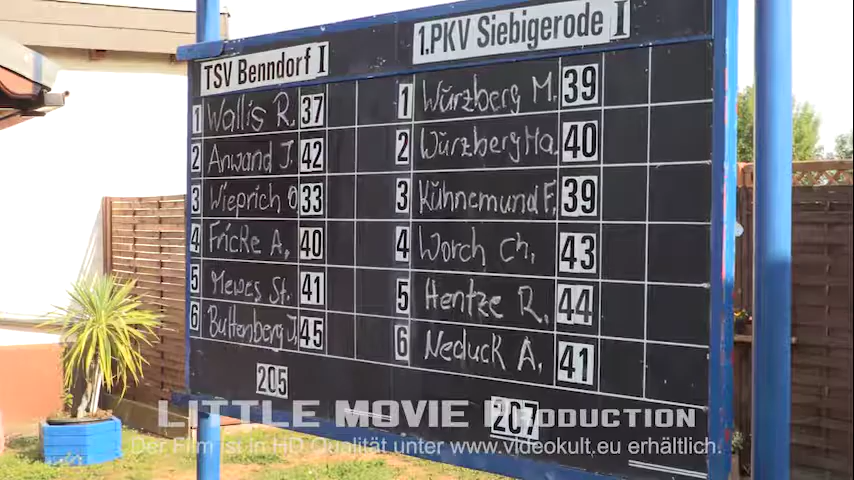 TSV Benndorf I
1 Wallis R. 37
2 Anwand J. 42
3 Wieprich O 33
4 Fricke A. 40
5 Mewes St. 41
6 Buttenberg J. 45
205
1.PKV Siebigerode I
1 Würzberg M. 39
2 Würzberg Ma. 40
3 Kühnemund F. 39
4 Worch Ch. 43
5 Hentze R. 44
6 Neduck A. 41
207
LITTLE MOVIE PRODUCTION
Der Film ist in HD Qualität unter www.videokult.eu erhältlich.